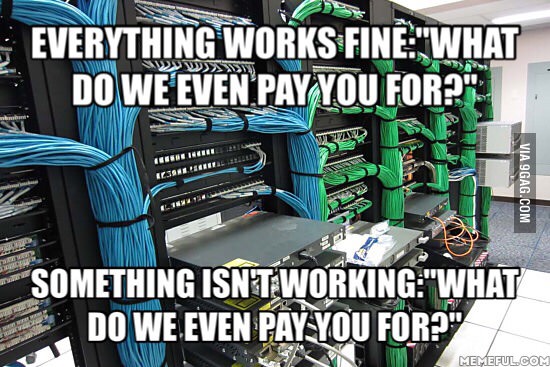 EVERYTHING WORKS FINE:"WHAT
DO WE EVEN PAY YOU FOR?"
VIA 9GAG.COM
SOMETHING ISN'T WORKING:"WHAT
DO WE EVEN PAY YOU FOR?"
MEMEFUL.COM